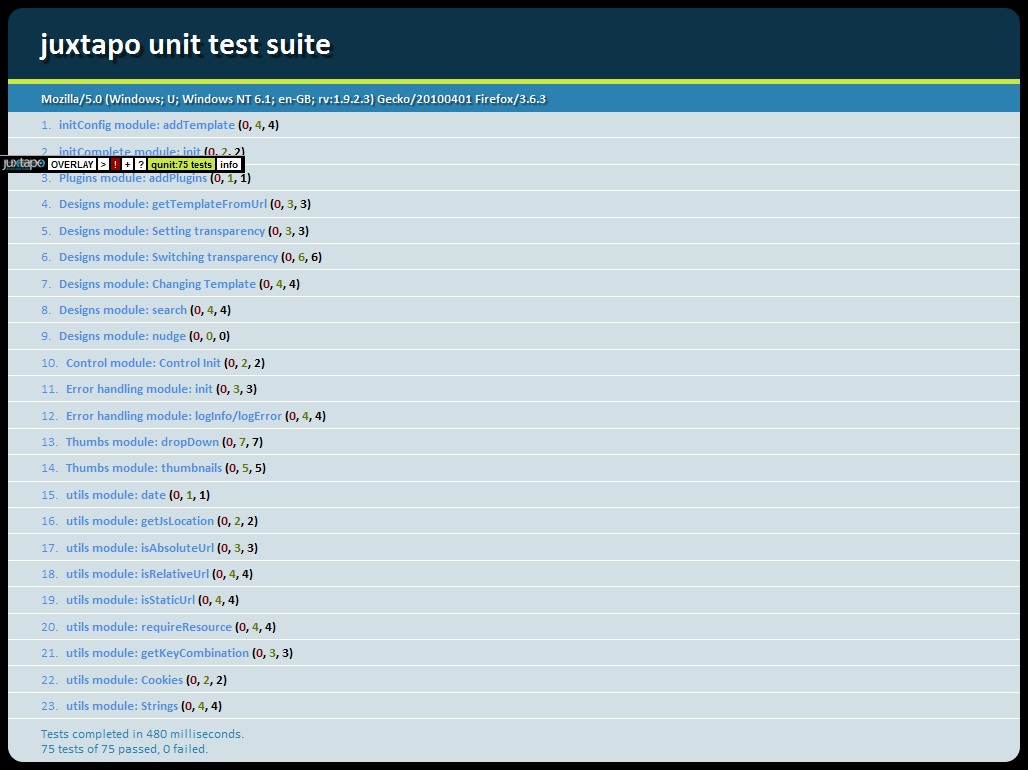 juxtapo unit test suite
Mozilla/5.0 (Windows; U; Windows NT 6.1; en-GB; rv:1.9.2.3) Gecko/20100401 Firefox/3.6.3
1. initConfig module: addTemplate (0, 4, 4)
2. initComplete module: init (0, 2, 2)
juxtapo OVERLAY > ! + ? qunit:75 tests info
3. Plugins module: addPlugins (0, 1, 1)
4. Designs module: getTemplateFromUrl (0, 3, 3)
5. Designs module: Setting transparency (0, 3, 3)
6. Designs module: Switching transparency (0, 6, 6)
7. Designs module: Changing Template (0, 4, 4)
8. Designs module: search (0, 4, 4)
9. Designs module: nudge (0, 0, 0)
10. Control module: Control Init (0, 2, 2)
11. Error handling module: init (0, 3, 3)
12. Error handling module: logInfo/logError (0, 4, 4)
13. Thumbs module: dropDown (0, 7, 7)
14. Thumbs module: thumbnails (0, 5, 5)
15. utils module: date (0, 1, 1)
16. utils module: getJsLocation (0, 2, 2)
17. utils module: isAbsoluteUrl (0, 3, 3)
18. utils module: isRelativeUrl (0, 4, 4)
19. utils module: isStaticUrl (0, 4, 4)
20. utils module: requireResource (0, 4, 4)
21. utils module: getKeyCombination (0, 3, 3)
22. utils module: Cookies (0, 2, 2)
23. utils module: Strings (0, 4, 4)
Tests completed in 480 milliseconds.
75 tests of 75 passed, 0 failed.